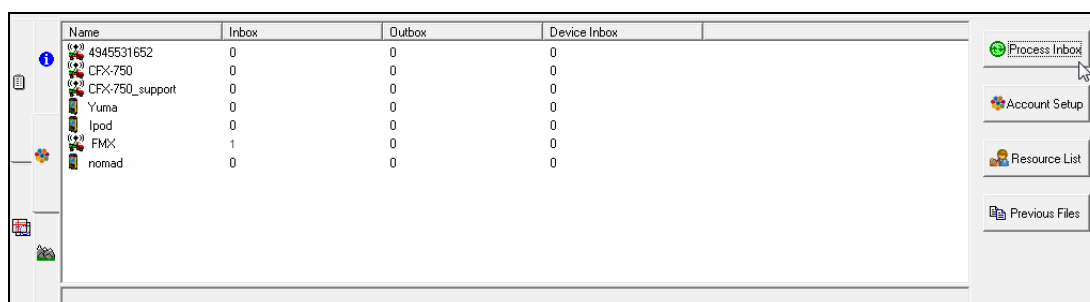 Name Inbox Outbox Device Inbox
4945531652 0 0 0
CFX-750 0 0 0
CFX-750_support 0 0 0
Yuma 0 0 0
Ipod 0 0 0
FMX 1 0 0
nomad 0 0 0
Process Inbox
Account Setup
Resource List
Previous Files